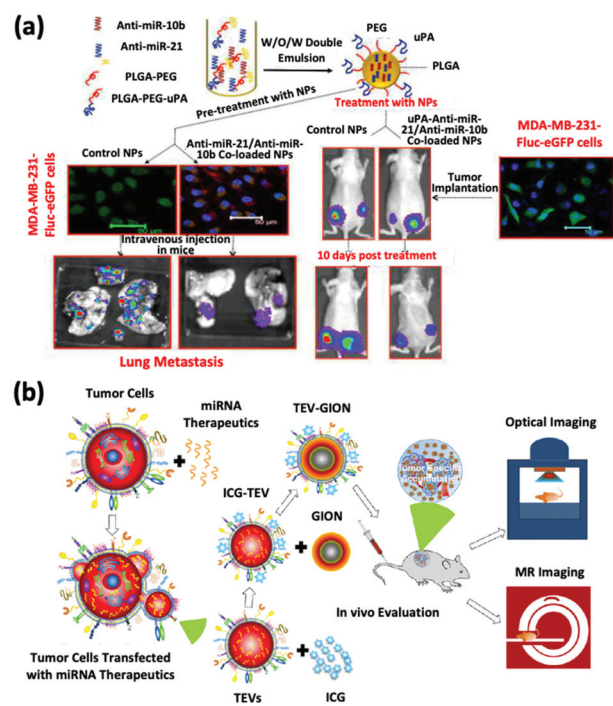 (a)
Anti-miR-10b
Anti-miR-21
PLGA-PEG
PLGA-PEG-uPA
W/O/W Double
Emulsion
PEG
uPA
PLGA
Pre-treatment with NPs
Treatment with NPs
Control NPs
Anti-miR-21/Anti-miR-
10b Co-loaded NPs
Control NPs
uPA-Anti-miR-
21/Anti-miR-10b
Co-loaded NPs
MDA-MB-231-
Fluc-eGFP cells
MDA-MB-231-
Fluc-eGFP cells
50 µm
50 µm
50 µm
Tumor
Implantation
Intravenous injection
in mice
10 days post treatment
Lung Metastasis
(b)
Tumor Cells
miRNA
Therapeutics
TEV-GION
Tumor Specific
Accumulation
Optical Imaging
ICG-TEV
GION
MR Imaging
In vivo Evaluation
Tumor Cells Transfected
with miRNA Therapeutics
TEVs
ICG